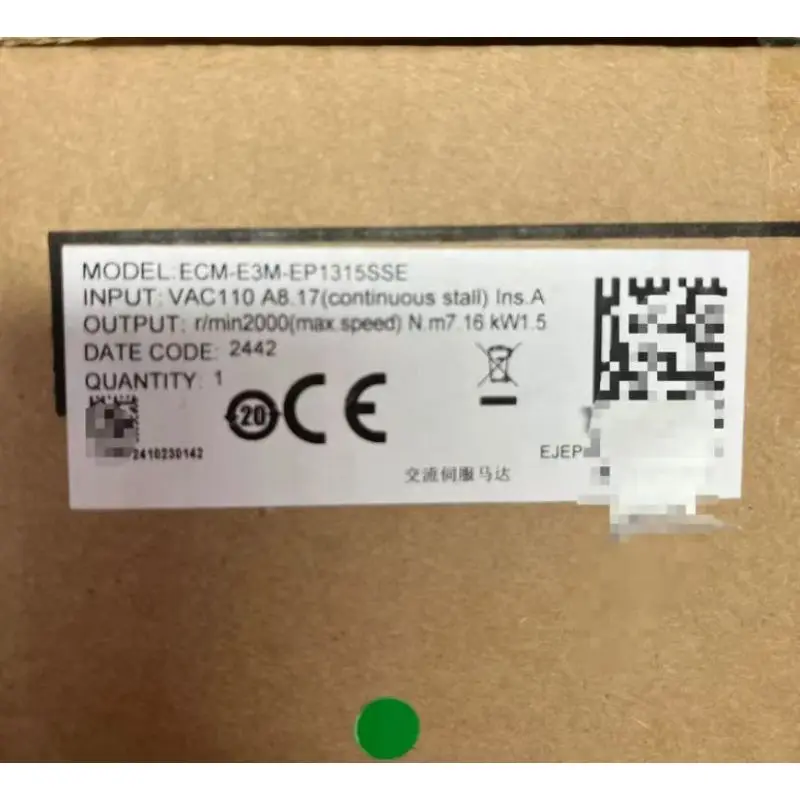 MODEL:ECM-E3M-EP1315SSE
INPUT: VAC110 A8.17(continuous stall) Ins.A
OUTPUT: r/min2000(max.speed) N.m7.16 kW1.5
DATE CODE: 2442
QUANTITY: 1
20 CE
2410230142
EJEP
交流伺服马达